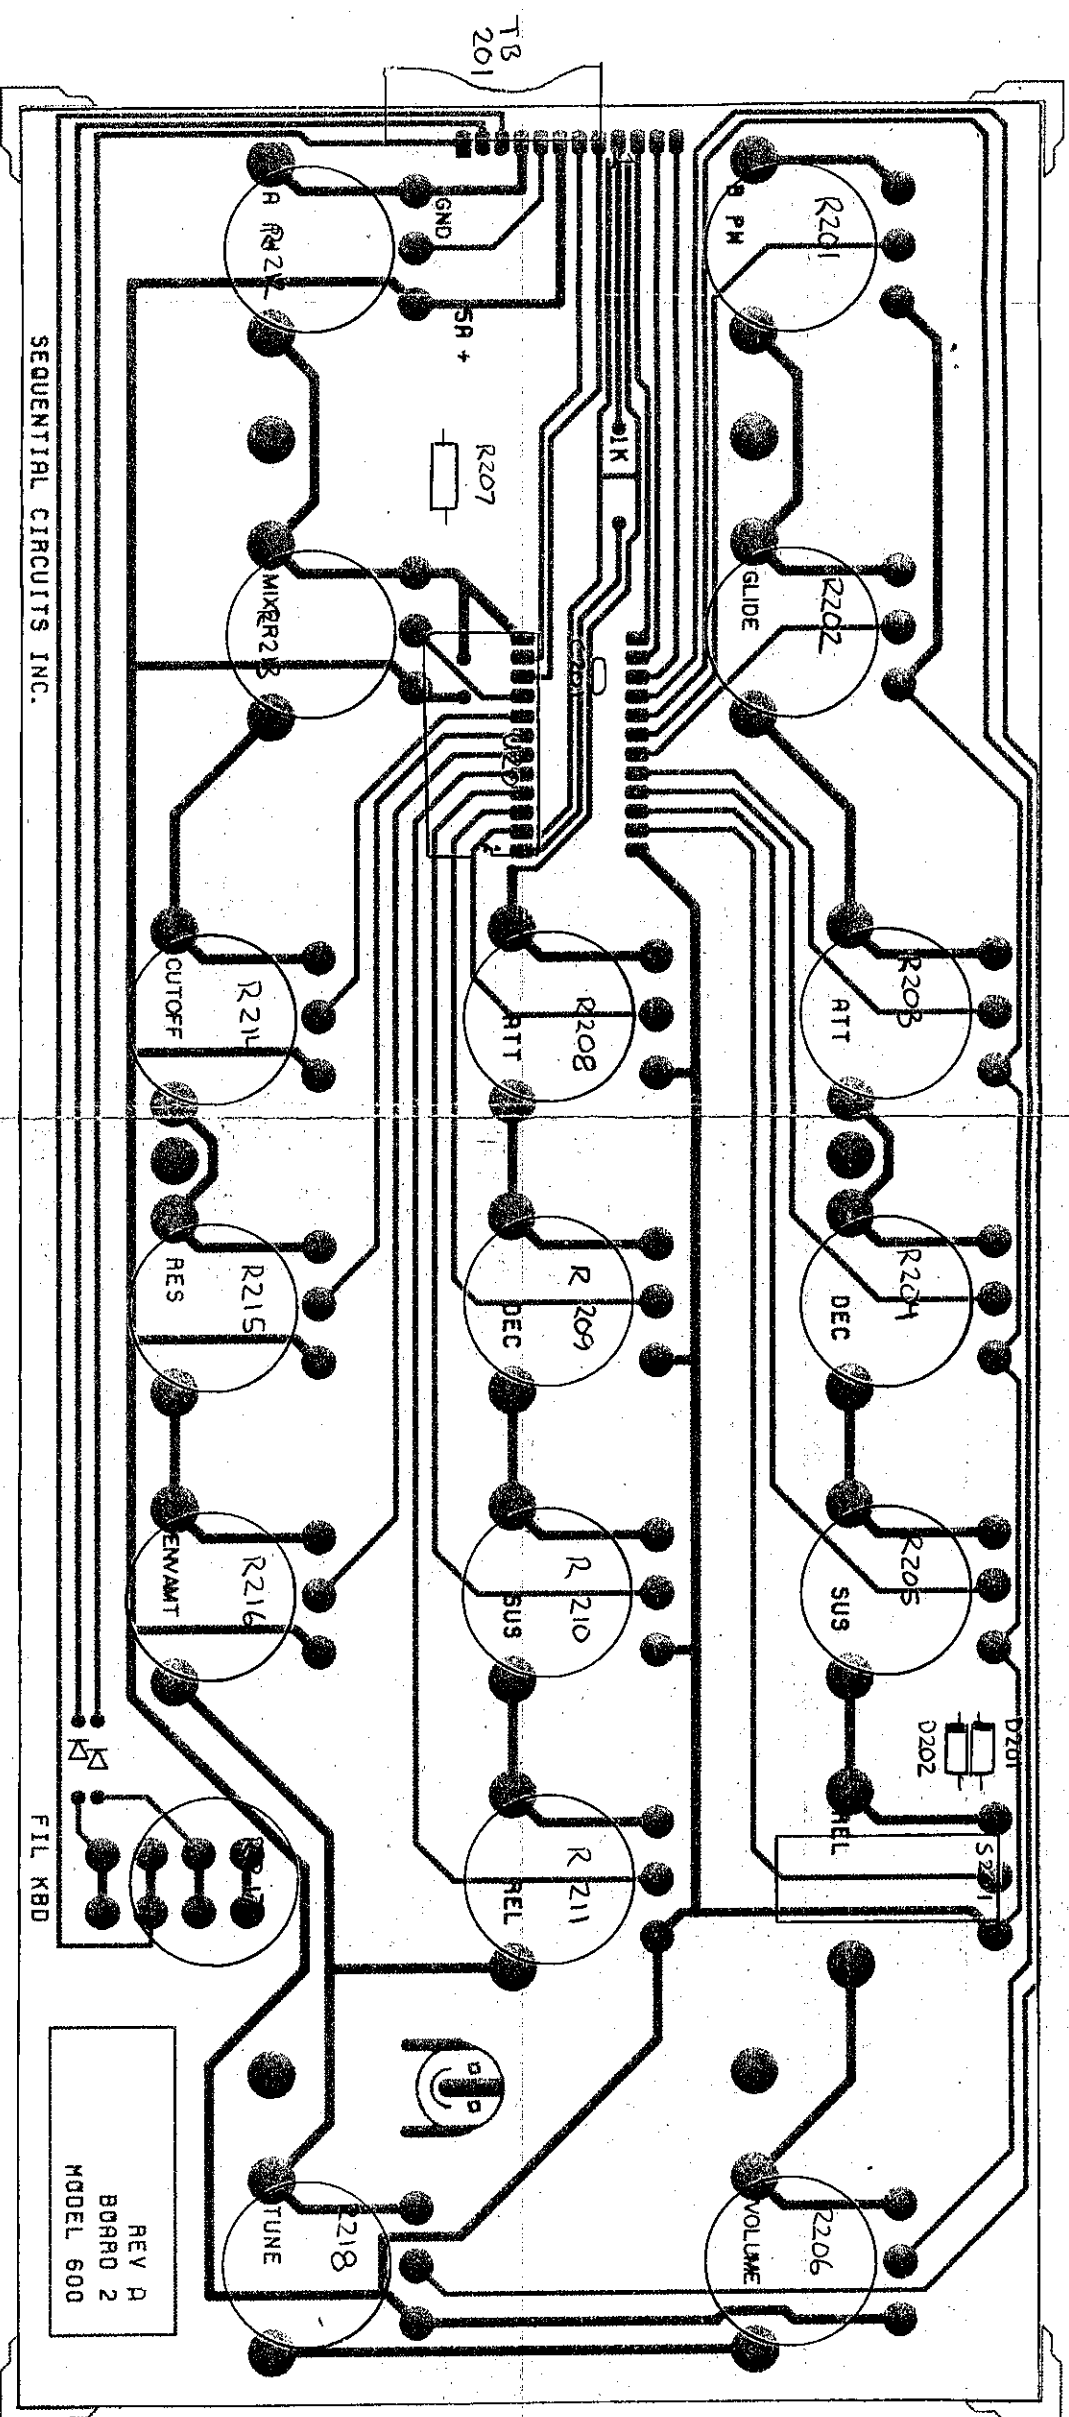 TB
201
A
GND
5A +
B PW
R201
R207
1K
MIXER
GLIDE
R202
CUTOFF
ATT
R208
ATT
R203
RES
R215
DEC
R 209
DEC
R204
ENVAMT
R216
SUS
R 210
SUS
R205
D201
D202
REL
R 211
REL
FIL KBD
TUNE
R218
VOLUME
R206
SEQUENTIAL CIRCUITS INC.
REV A
BOARD 2
MODEL 600